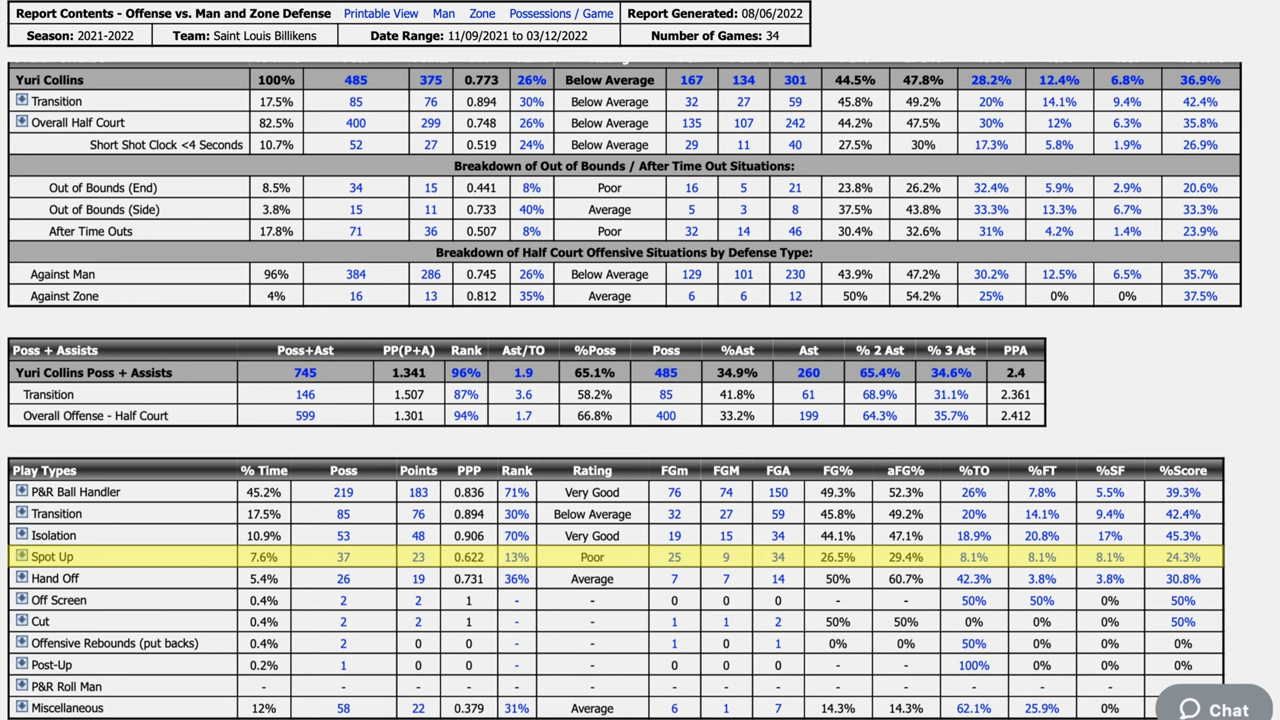 Report Contents - Offense vs. Man and Zone Defense Printable View Man Zone Possessions / Game Report Generated: 08/06/2022
Season: 2021-2022 Team: Saint Louis Billikens Date Range: 11/09/2021 to 03/12/2022 Number of Games: 34
Yuri Collins 100% 485 375 0.773 26% Below Average 167 134 301 44.5% 47.8% 28.2% 12.4% 6.8% 36.9%
Transition 17.5% 85 76 0.894 30% Below Average 32 27 59 45.8% 49.2% 20% 14.1% 9.4% 42.4%
Overall Half Court 82.5% 400 299 0.748 26% Below Average 135 107 242 44.2% 47.5% 30% 12% 6.3% 35.8%
Short Shot Clock <4 Seconds 10.7% 52 27 0.519 24% Below Average 29 11 40 27.5% 30% 17.3% 5.8% 1.9% 26.9%
Breakdown of Out of Bounds / After Time Out Situations:
Out of Bounds (End) 8.5% 34 15 0.441 8% Poor 16 5 21 23.8% 26.2% 32.4% 5.9% 2.9% 20.6%
Out of Bounds (Side) 3.8% 15 11 0.733 40% Average 5 3 8 37.5% 43.8% 33.3% 13.3% 6.7% 33.3%
After Time Outs 17.8% 71 36 0.507 8% Poor 32 14 46 30.4% 32.6% 31% 4.2% 1.4% 23.9%
Breakdown of Half Court Offensive Situations by Defense Type:
Against Man 96% 384 286 0.745 26% Below Average 129 101 230 43.9% 47.2% 30.2% 12.5% 6.5% 35.7%
Against Zone 4% 16 13 0.812 35% Average 6 6 12 50% 54.2% 25% 0% 0% 37.5%
Poss + Assists Poss+Ast PP(P+A) Rank Ast/TO %Poss Poss %Ast Ast % 2 Ast % 3 Ast PPA
Yuri Collins Poss + Assists 745 1.341 96% 1.9 65.1% 485 34.9% 260 65.4% 34.6% 2.4
Transition 146 1.507 87% 3.6 58.2% 85 41.8% 61 68.9% 31.1% 2.361
Overall Offense - Half Court 599 1.301 94% 1.7 66.8% 400 33.2% 199 64.3% 35.7% 2.412
Play Types % Time Poss Points PPP Rank Rating FGm FGM FGA FG% aFG% %TO %FT %SF %Score
P&R Ball Handler 45.2% 219 183 0.836 71% Very Good 76 74 150 49.3% 52.3% 26% 7.8% 5.5% 39.3%
Transition 17.5% 85 76 0.894 30% Below Average 32 27 59 45.8% 49.2% 20% 14.1% 9.4% 42.4%
Isolation 10.9% 53 48 0.906 70% Very Good 19 15 34 44.1% 47.1% 18.9% 20.8% 17% 45.3%
Spot Up 7.6% 37 23 0.622 13% Poor 25 9 34 26.5% 29.4% 8.1% 8.1% 8.1% 24.3%
Hand Off 5.4% 26 19 0.731 36% Average 7 7 14 50% 60.7% 42.3% 3.8% 3.8% 30.8%
Off Screen 0.4% 2 2 1 - - 0 0 0 - - 50% 50% 0% 50%
Cut 0.4% 2 2 1 - - 1 1 2 50% 50% 0% 0% 0% 50%
Offensive Rebounds (put backs) 0.4% 2 0 0 - - 1 0 1 0% 0% 50% 0% 0% 0%
Post-Up 0.2% 1 0 0 - - 0 0 0 - - 100% 0% 0% 0%
P&R Roll Man - - - - - - - - - - - - - - -
Miscellaneous 12% 58 22 0.379 31% Average 6 1 7 14.3% 14.3% 62.1% 25.9% 0%
Chat